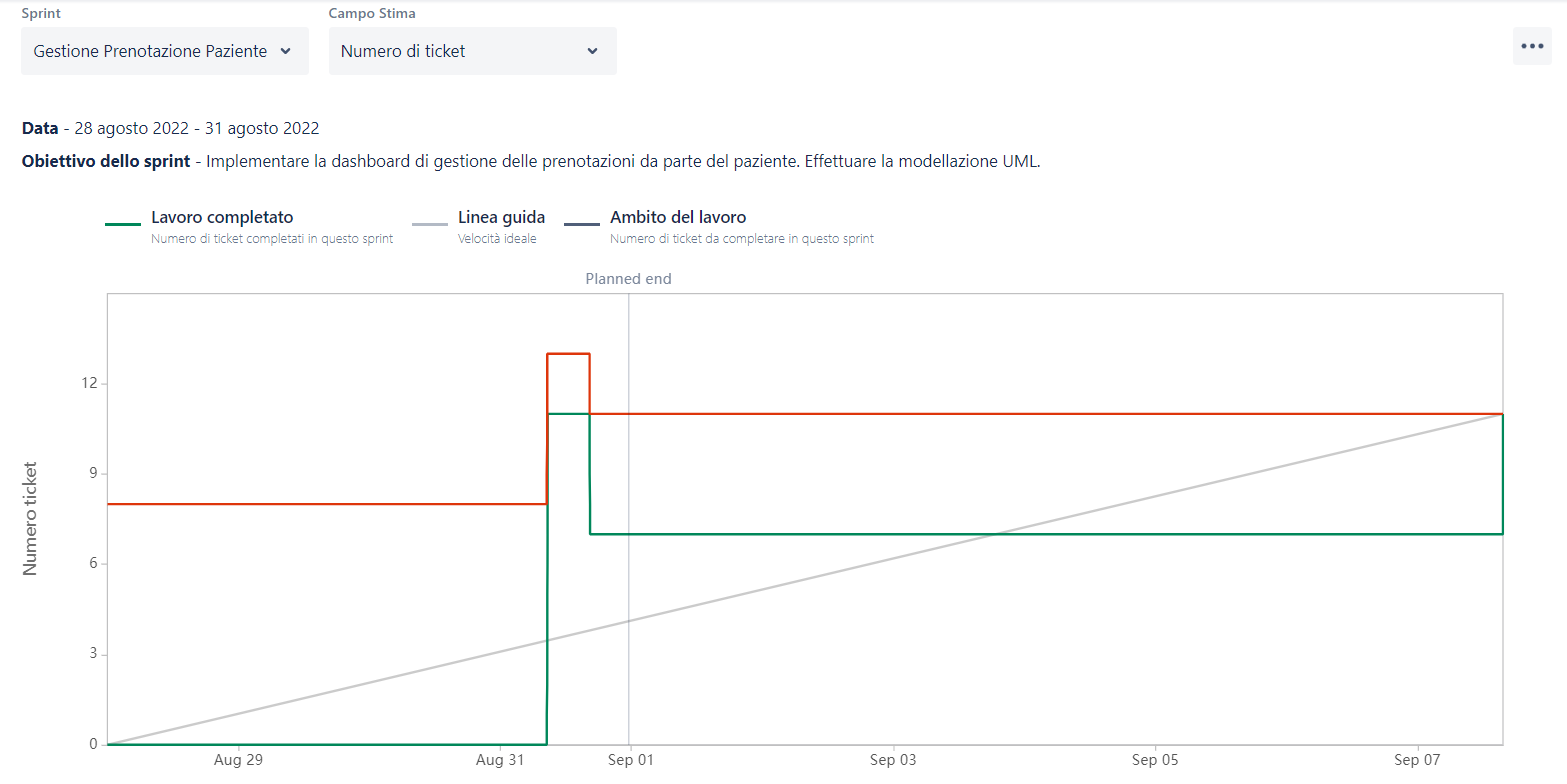 Sprint
Campo Stima
Gestione Prenotazione Paziente
Numero di ticket
Data - 28 agosto 2022 - 31 agosto 2022
Obiettivo dello sprint - Implementare la dashboard di gestione delle prenotazioni da parte del paziente. Effettuare la modellazione UML.
Lavoro completato
Numero di ticket completati in questo sprint
Linea guida
Velocità ideale
Ambito del lavoro
Numero di ticket da completare in questo sprint
Planned end
Numero ticket
12
9
6
3
0
Aug 29
Aug 31
Sep 01
Sep 03
Sep 05
Sep 07